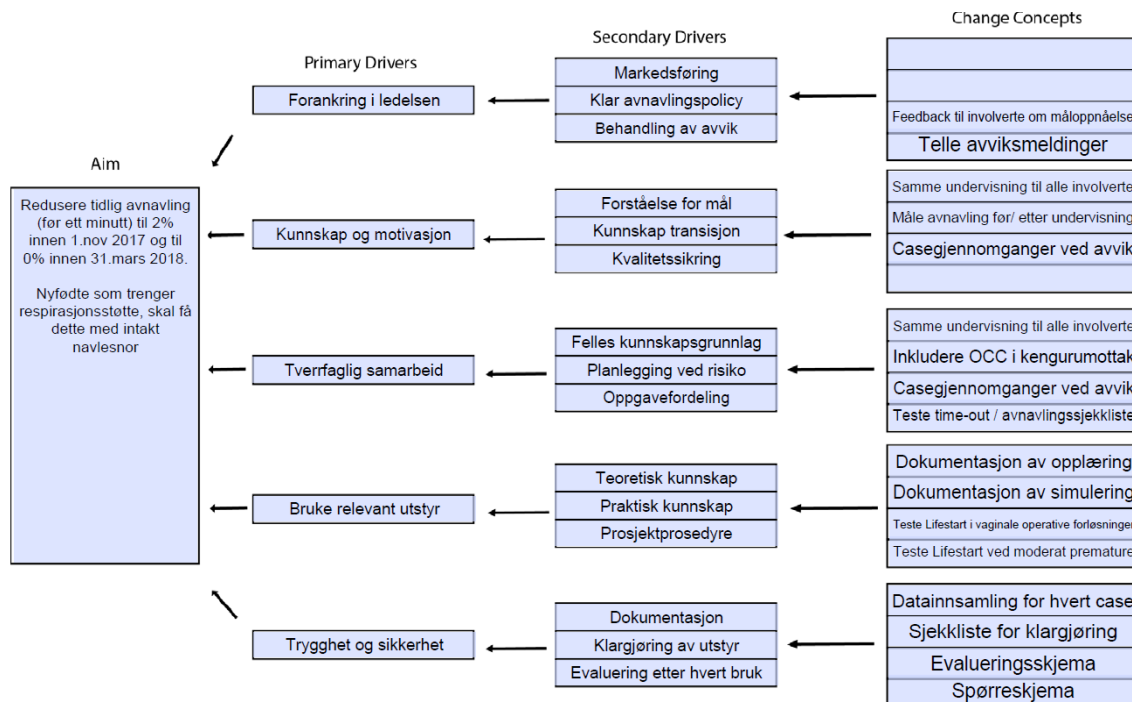 Change Concepts
Secondary Drivers
Primary Drivers
Aim
Redusere tidlig avnavling
(før ett minutt) til 2%
innen 1.nov 2017 og til
0% innen 31.mars 2018.
Nyfødte som trenger
respirasjonsstøtte, skal få
dette med intakt
navlesnor
Forankring i ledelsen
Markedsføring
Klar avnavlingspolicy
Behandling av avvik
Feedback til involverte om måloppnåelse
Telle avviksmeldinger
Kunnskap og motivasjon
Forståelse for mål
Kunnskap transisjon
Kvalitetssikring
Samme undervisning til alle involverte
Måle avnavling før/ etter undervisning
Casegjennomganger ved avvik
Tverrfaglig samarbeid
Felles kunnskapsgrunnlag
Planlegging ved risiko
Oppgavefordeling
Samme undervisning til alle involverte
Inkludere OCC i kengurumottak
Casegjennomganger ved avvik
Teste time-out / avnavlingssjekkliste
Bruke relevant utstyr
Teoretisk kunnskap
Praktisk kunnskap
Prosjektprosedyre
Dokumentasjon av opplæring
Dokumentasjon av simulering
Teste Lifestart i vaginale operative forløsninger
Teste Lifestart ved moderat premature
Trygghet og sikkerhet
Dokumentasjon
Klargjøring av utstyr
Evaluering etter hvert bruk
Datainnsamling for hvert case
Sjekkliste for klargjøring
Evalueringsskjema
Spørreskjema